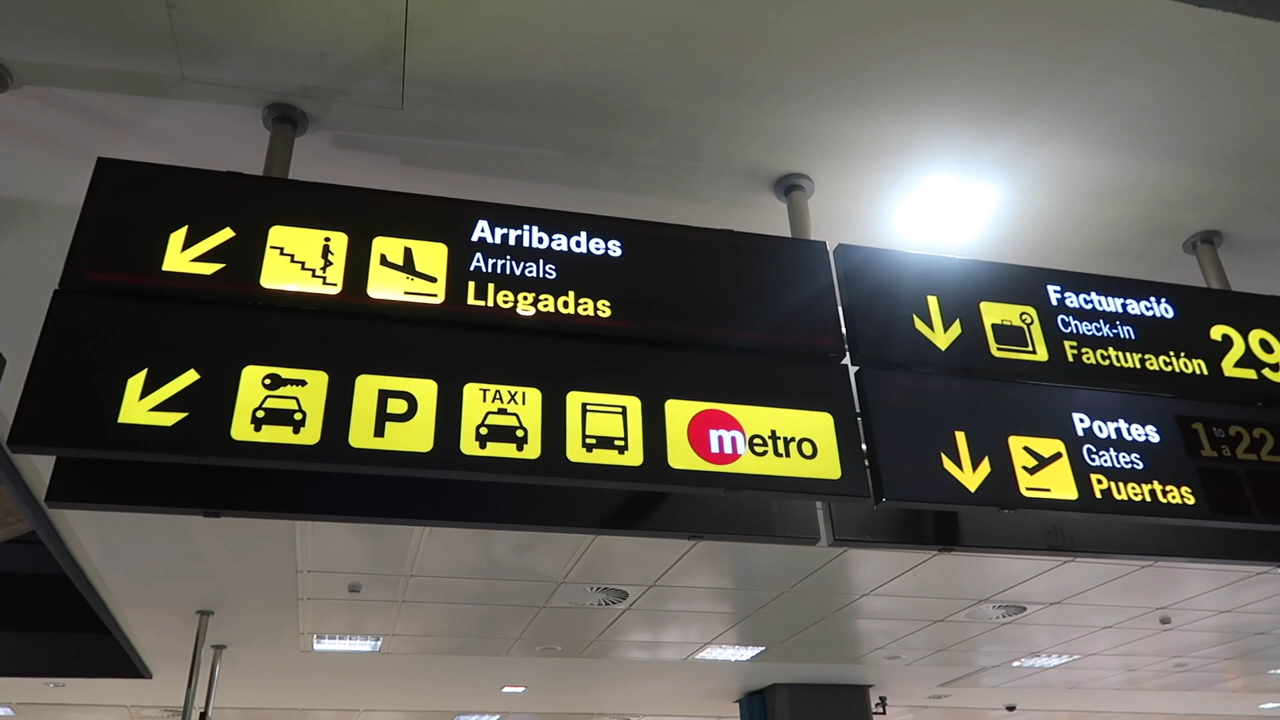 Arribades
Arrivals
Llegadas
P
TAXI
metro
Facturació
Check-in
Facturación
29
Portes
Gates
Puertas
1 to a 22